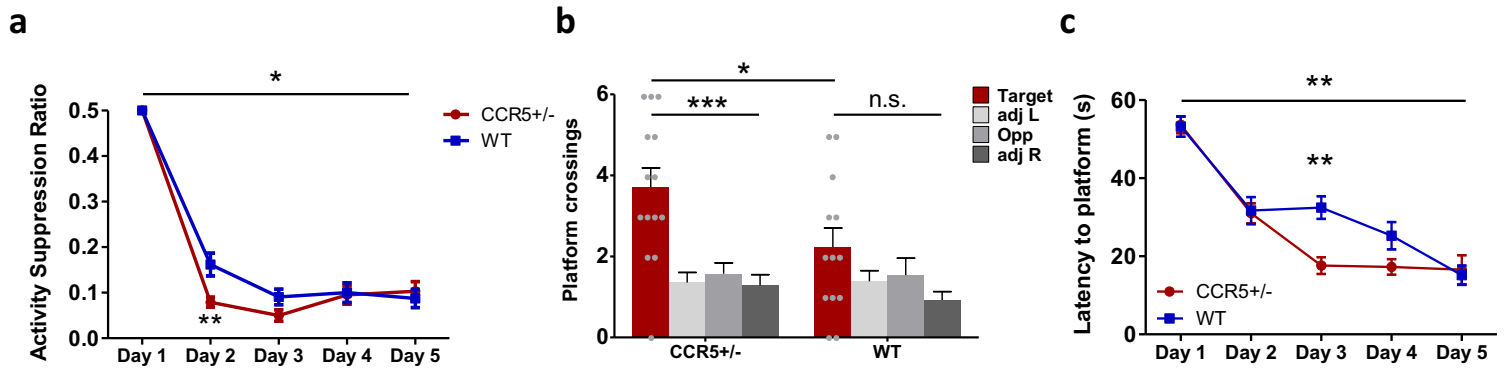 a
*
0.5
0.4
0.3
0.2
0.1
0.0
Activity Suppression Ratio
**
Day 1 Day 2 Day 3 Day 4 Day 5
CCR5+/-
WT
b
*
***
n.s.
6
4
2
0
Platform crossings
CCR5+/- WT
Target
adj L
Opp
adj R
c
**
**
60
40
20
0
Latency to platform (s)
CCR5+/-
WT
Day 1 Day 2 Day 3 Day 4 Day 5